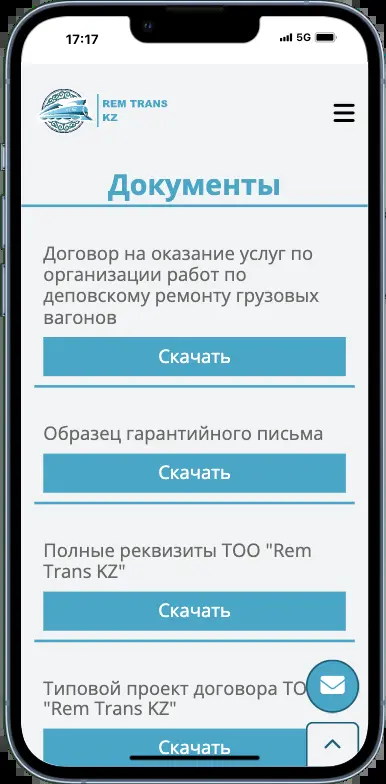 17:17
5G
REM TRANS
KZ
Документы
Договор на оказание услуг по
организации работ по
деповскому ремонту грузовых
вагонов
Скачать
Образец гарантийного письма
Скачать
Полные реквизиты ТОО "Rem
Trans KZ"
Скачать
Типовой проект договора ТО
"Rem Trans KZ"
Скачать